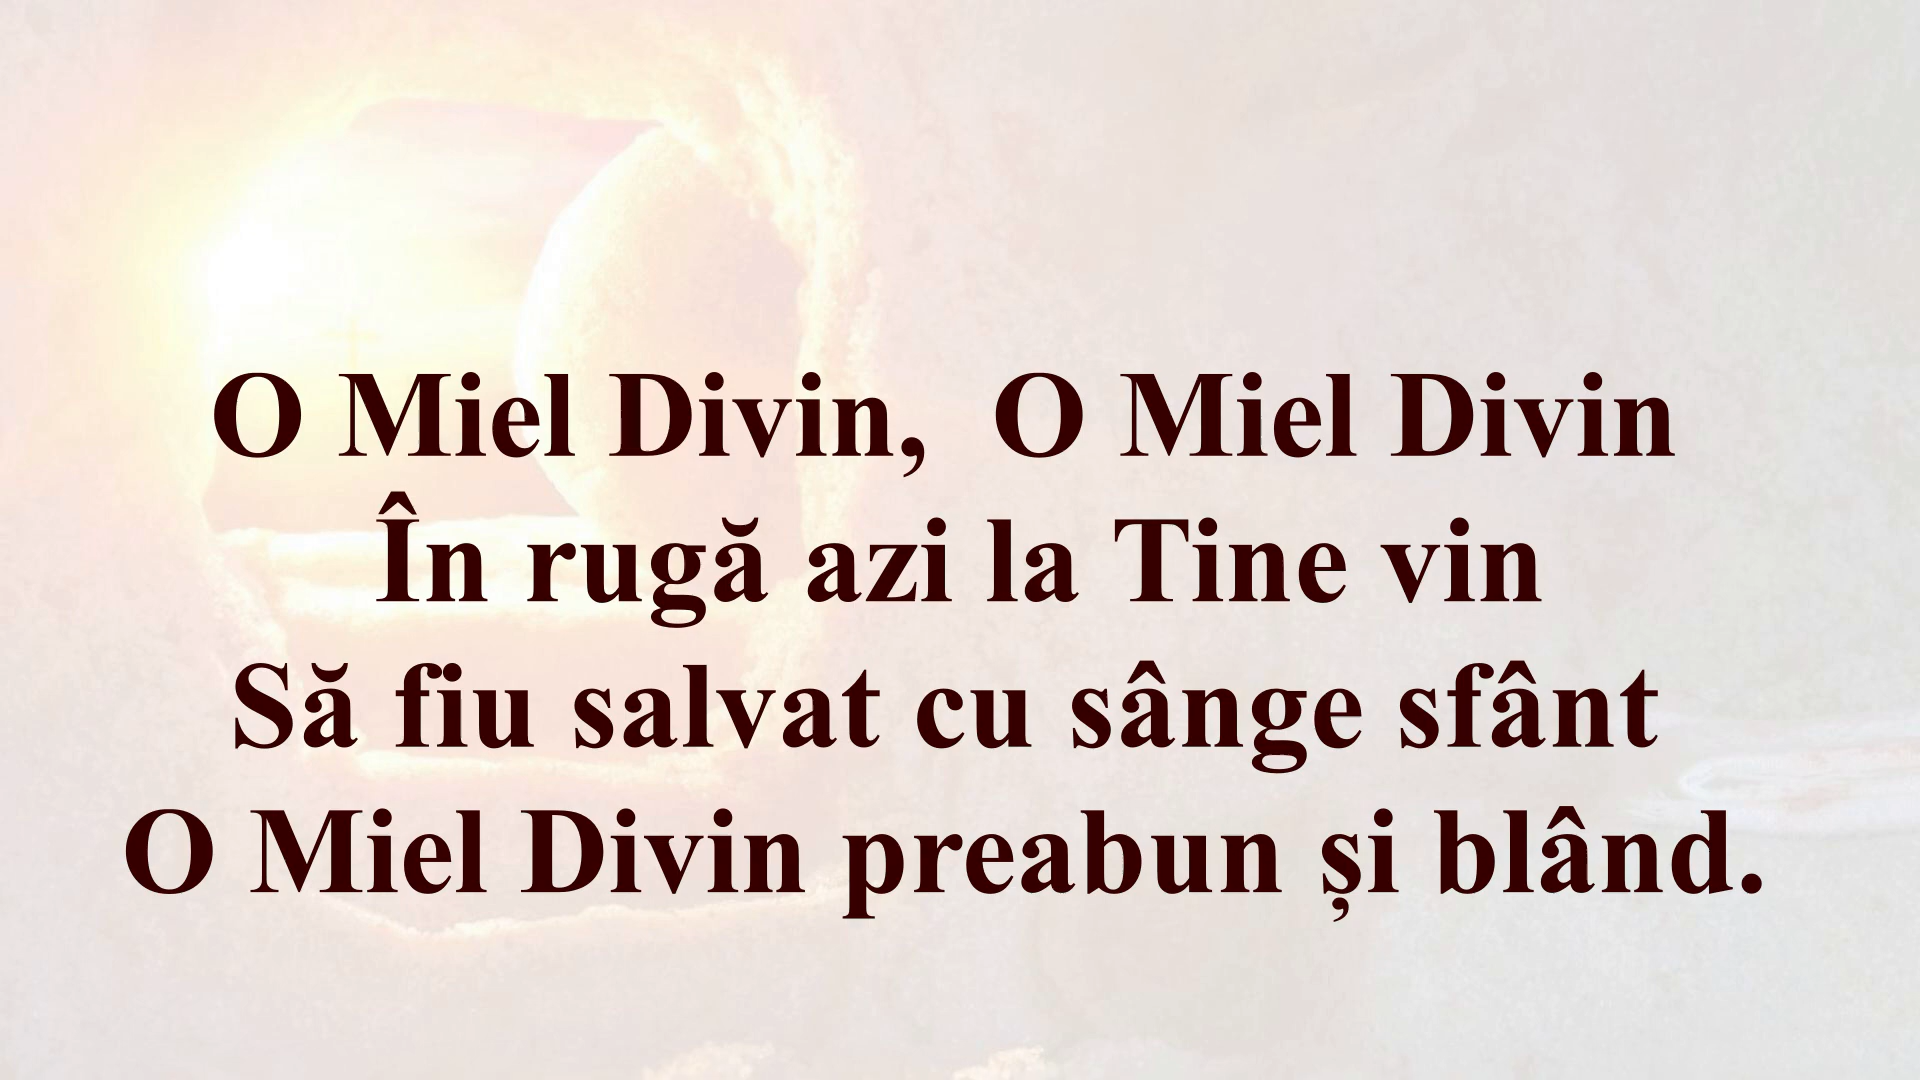 O Miel Divin,  O Miel Divin
În rugă azi la Tine vin
Să fiu salvat cu sânge sfânt
O Miel Divin preabun și blând.